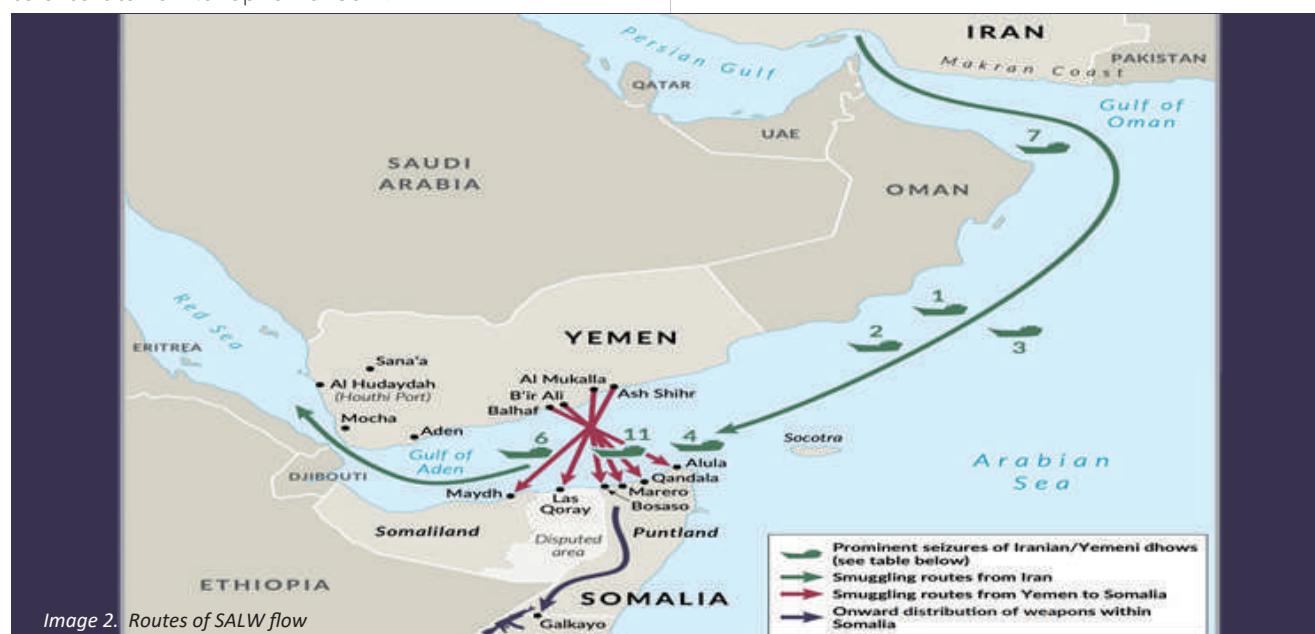 IRAN
Persian Gulf
Makran Coast
PAKISTAN
QATAR
Gulf of
Oman
UAE
7
SAUDI
ARABIA
OMAN
1
2
3
Red Sea
YEMEN
ERITREA
Sana'a
Al Mukalla
Al Hudaydah
(Houthi Port)
B'ir Ali
Ash Shihr
Balhaf
Mocha
Aden
6
11
4
Socotra
Gulf of
Aden
Alula
Arabian
Sea
DJIBOUTI
Qandala
Maydh
Las
Qoray
Marero
Bosaso
Somaliland
Disputed
area
Puntland
ETHIOPIA
SOMALIA
Galkayo
Prominent seizures of Iranian/Yemeni dhows
(see table below)
Smuggling routes from Iran
Smuggling routes from Yemen to Somalia
Onward distribution of weapons within
Somalia
Image 2. Routes of SALW flow